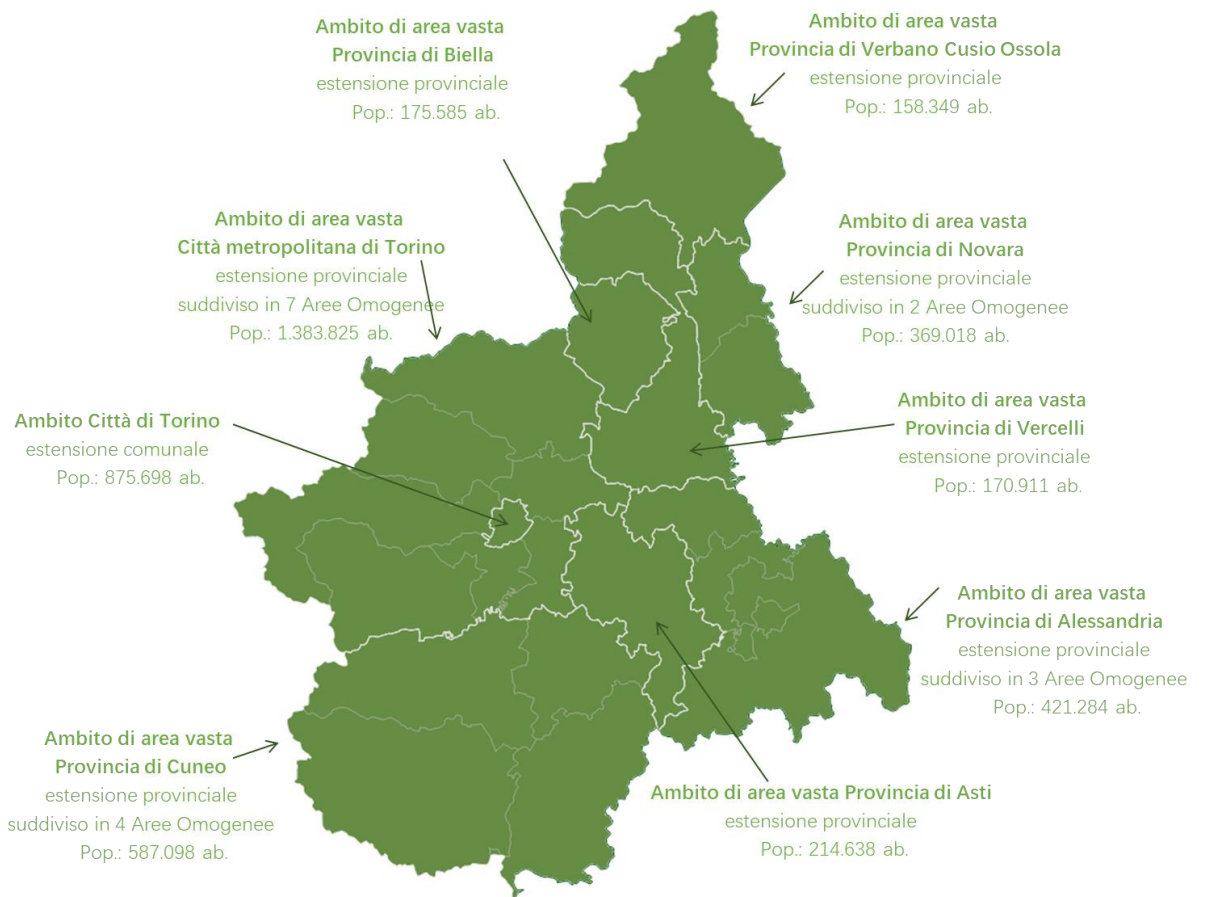 Ambito di area vasta
Provincia di Biella
estensione provinciale
Pop.: 175.585 ab.
Ambito di area vasta
Provincia di Verbano Cusio Ossola
estensione provinciale
Pop.: 158.349 ab.
Ambito di area vasta
Città metropolitana di Torino
estensione provinciale
suddiviso in 7 Aree Omogenee
Pop.: 1.383.825 ab.
Ambito di area vasta
Provincia di Novara
estensione provinciale
suddiviso in 2 Aree Omogenee
Pop.: 369.018 ab.
Ambito Città di Torino
estensione comunale
Pop.: 875.698 ab.
Ambito di area vasta
Provincia di Vercelli
estensione provinciale
Pop.: 170.911 ab.
Ambito di area vasta
Provincia di Alessandria
estensione provinciale
suddiviso in 3 Aree Omogenee
Pop.: 421.284 ab.
Ambito di area vasta
Provincia di Cuneo
estensione provinciale
suddiviso in 4 Aree Omogenee
Pop.: 587.098 ab.
Ambito di area vasta Provincia di Asti
estensione provinciale
Pop.: 214.638 ab.